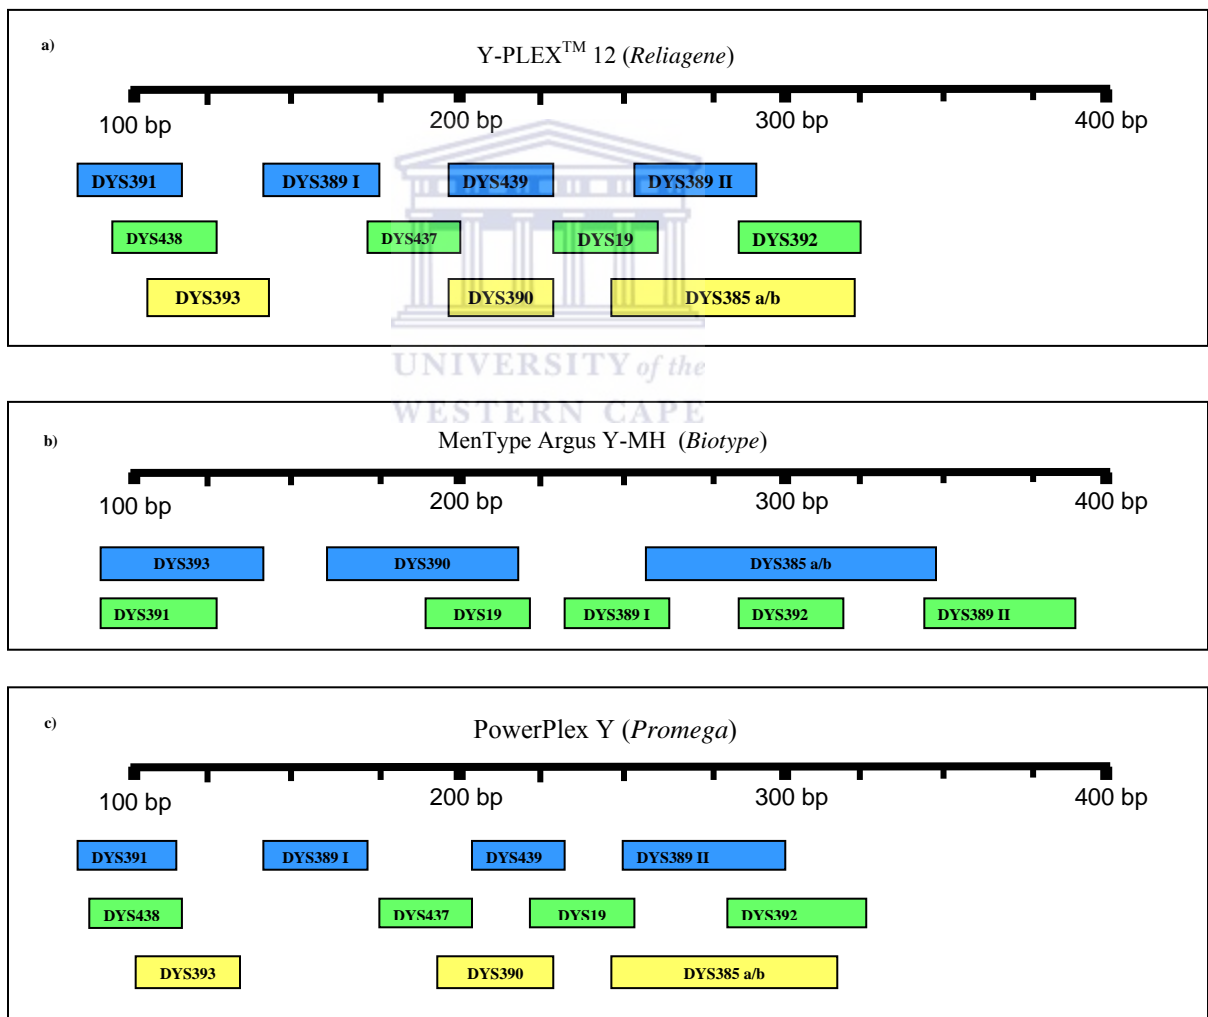 a)
Y-PLEX™ 12 (Reliagene)
100 bp 200 bp 300 bp 400 bp
DYS391 DYS389 I DYS439 DYS389 II
DYS438 DYS437 DYS19 DYS392
DYS393 DYS390 DYS385 a/b
UNIVERSITY of the
WESTERN CAPE
b)
MenType Argus Y-MH (Biotype)
100 bp 200 bp 300 bp 400 bp
DYS393 DYS390 DYS385 a/b
DYS391 DYS19 DYS389 I DYS392 DYS389 II
c)
PowerPlex Y (Promega)
100 bp 200 bp 300 bp 400 bp
DYS391 DYS389 I DYS439 DYS389 II
DYS438 DYS437 DYS19 DYS392
DYS393 DYS390 DYS385 a/b